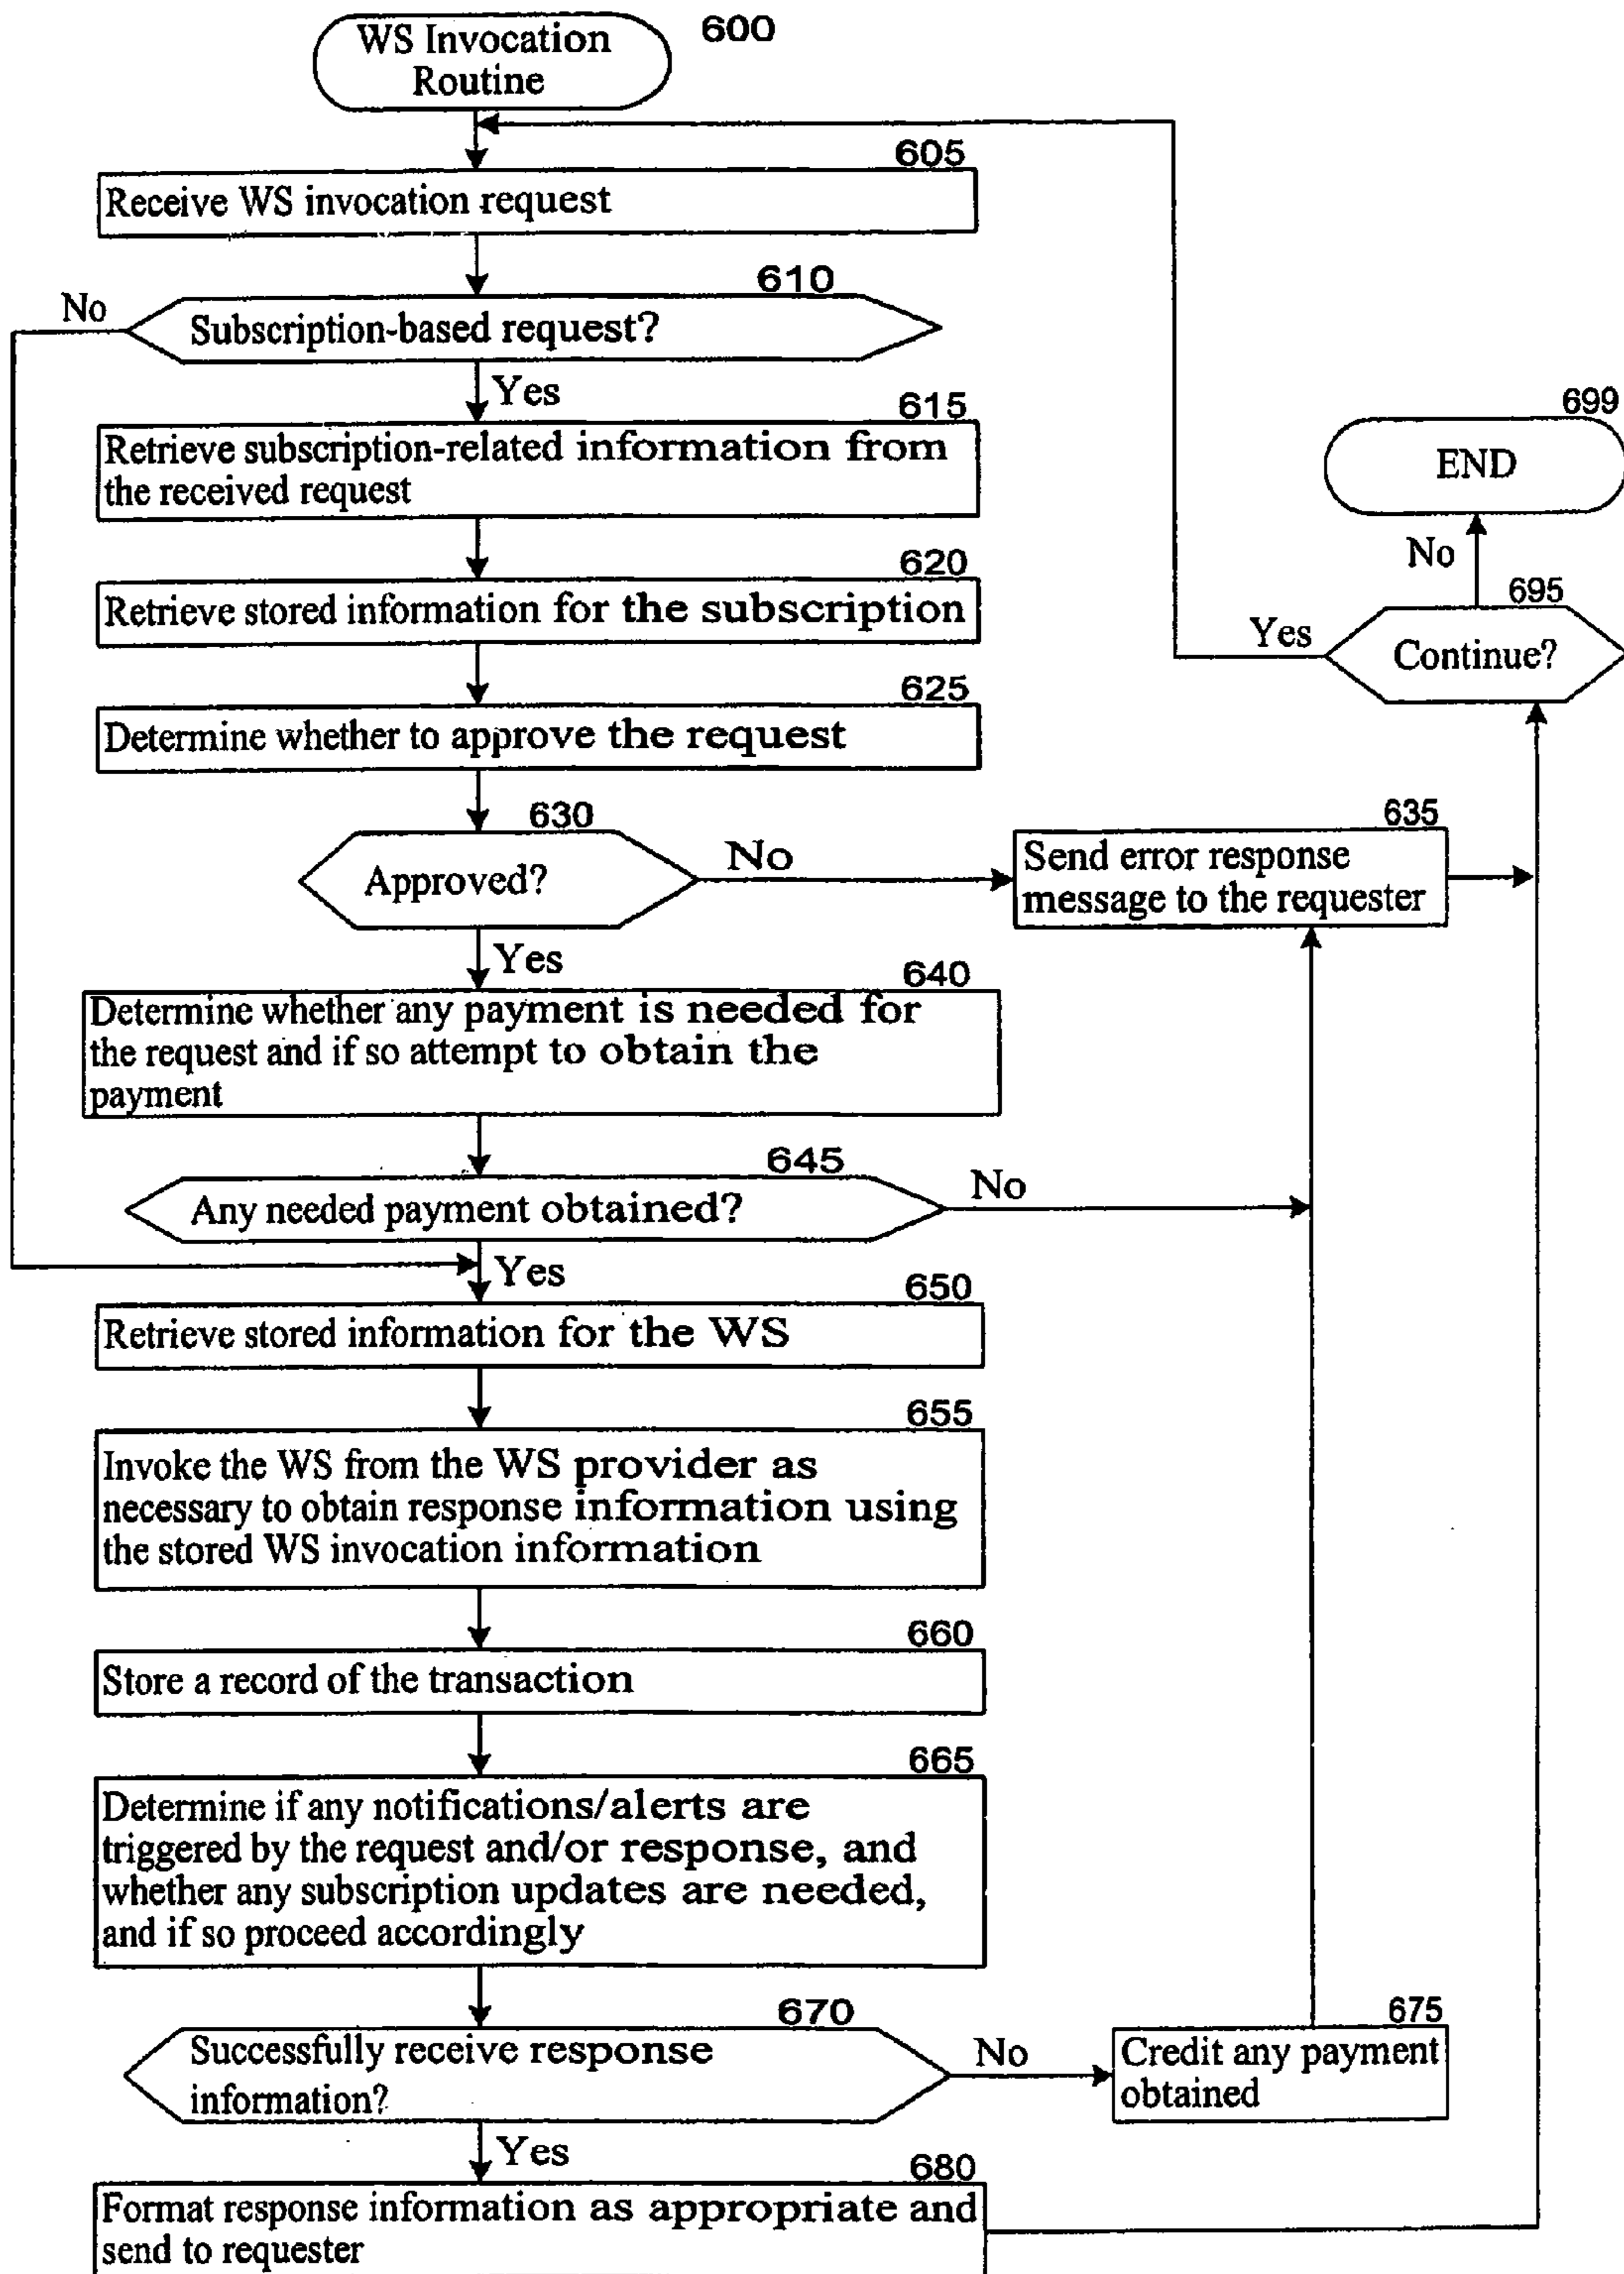 WS Invocation
Routine
600
605
Receive WS invocation request
610
No
Subscription-based request?
Yes
615
Retrieve subscription-related information from
the received request
699
END
No
620
Retrieve stored information for the subscription
695
Yes
Continue?
625
Determine whether to approve the request
630
Approved?
No
635
Send error response
message to the requester
Yes
640
Determine whether any payment is needed for
the request and if so attempt to obtain the
payment
645
Any needed payment obtained?
No
Yes
650
Retrieve stored information for the WS
655
Invoke the WS from the WS provider as
necessary to obtain response information using
the stored WS invocation information
660
Store a record of the transaction
665
Determine if any notifications/alerts are
triggered by the request and/or response, and
whether any subscription updates are needed,
and if so proceed accordingly
670
Successfully receive response
information?
No
675
Credit any payment
obtained
Yes
680
Format response information as appropriate and
send to requester